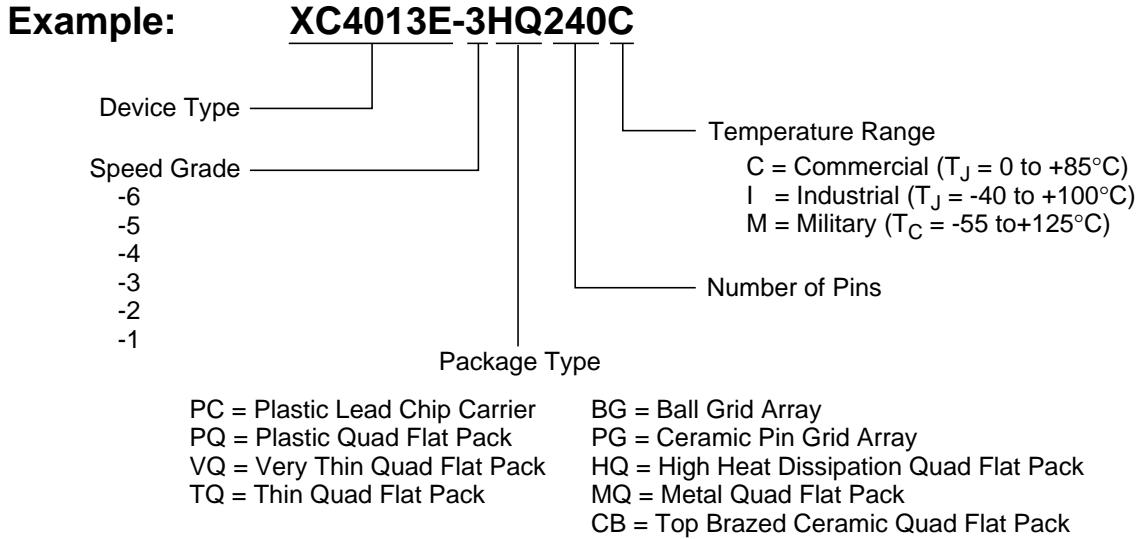 Example: XC4013E-3HQ240C
Device Type
Temperature Range
C = Commercial (TJ = 0 to +85°C)
I = Industrial (TJ = -40 to +100°C)
M = Military (TC = -55 to+125°C)
Speed Grade
-6
-5
-4
-3
-2
-1
Number of Pins
Package Type
PC = Plastic Lead Chip Carrier
PQ = Plastic Quad Flat Pack
VQ = Very Thin Quad Flat Pack
TQ = Thin Quad Flat Pack
BG = Ball Grid Array
PG = Ceramic Pin Grid Array
HQ = High Heat Dissipation Quad Flat Pack
MQ = Metal Quad Flat Pack
CB = Top Brazed Ceramic Quad Flat Pack